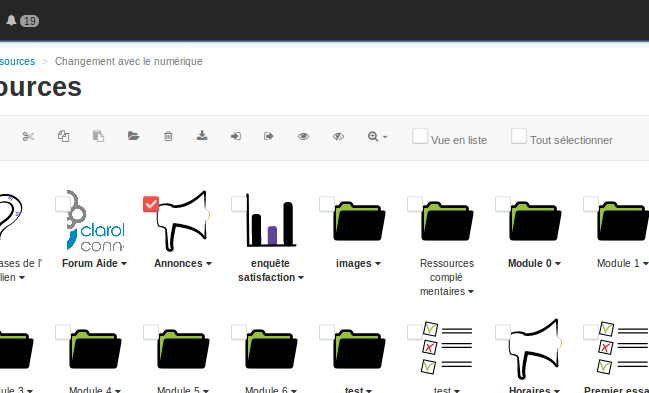 19
sources > Changement avec le numérique
ources
Vue en liste Tout sélectionner
clarol
conn
ases de l'
lien
Forum Aide
Annonces
enquête
satisfaction
images
Ressources
complé
mentaires
Module 0
Module 1
ule 3
Module 4
Module 5
Module 6
test
test
Horaires
Premier essa